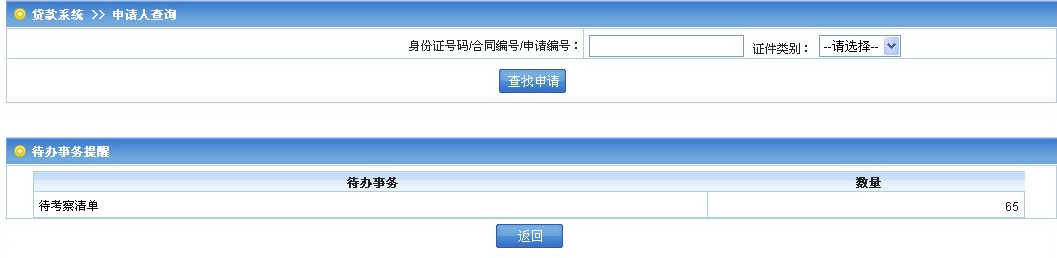 贷款系统 >> 申请人查询
身份证号码/合同编号/申请编号： 证件类别： --请选择--
查找申请
待办事务提醒
待办事务 数量
待考察清单 65
返回